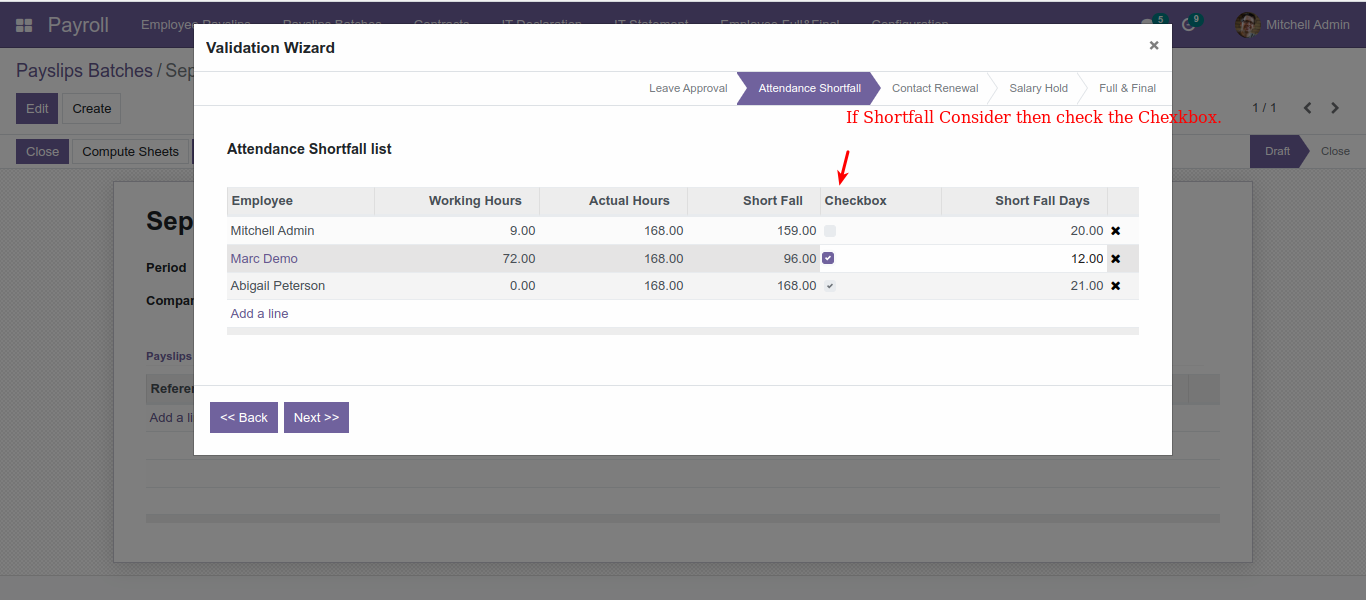 Payroll Employee Payslips Payslips Batches Contracts IT Declaration IT Statement Employee Full&Final Configuration 5 9 Mitchell Admin
Validation Wizard ×
Payslips Batches / Sep
Leave Approval Attendance Shortfall Contact Renewal Salary Hold Full & Final
Edit Create 1 / 1
If Shortfall Consider then check the Chexkbox.
Close Compute Sheets Draft Close
Attendance Shortfall list
Employee Working Hours Actual Hours Short Fall Checkbox Short Fall Days
Mitchell Admin 9.00 168.00 159.00 20.00
Marc Demo 72.00 168.00 96.00 12.00
Abigail Peterson 0.00 168.00 168.00 21.00
Add a line
Sep
Period
Compar
Payslips
Referen
Add a li
<< Back Next >>